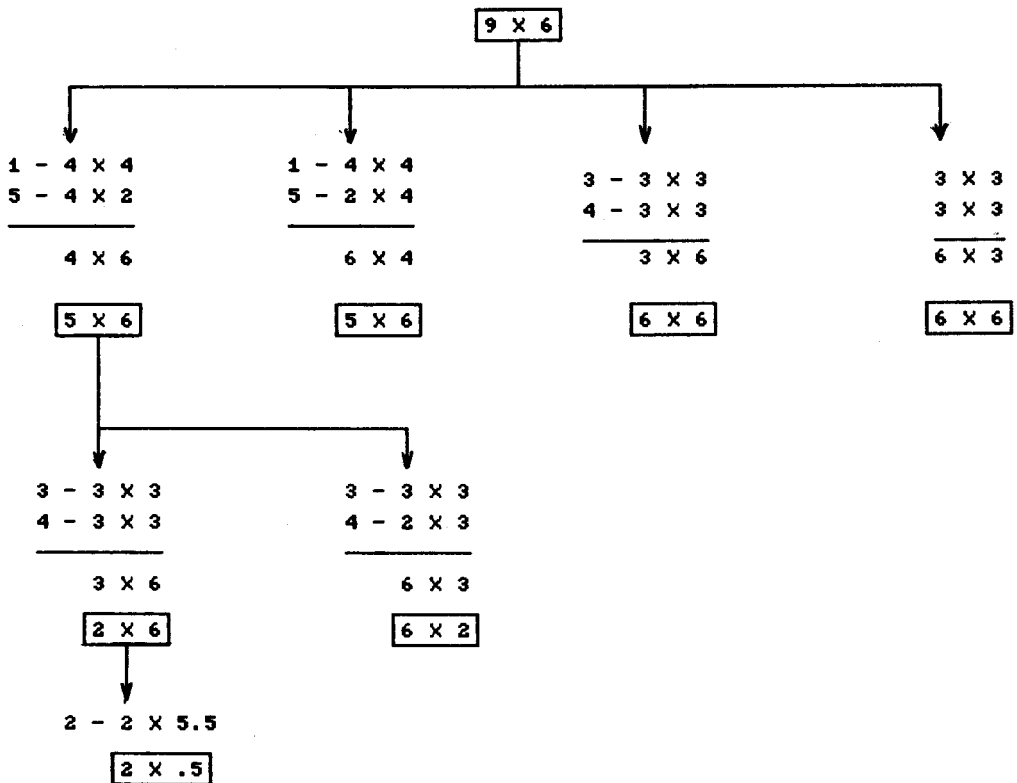 9 X 6
1 - 4 X 4
5 - 4 X 2
4 X 6
5 X 6
1 - 4 X 4
5 - 2 X 4
6 X 4
5 X 6
3 - 3 X 3
4 - 3 X 3
3 X 6
6 X 6
3 X 3
3 X 3
6 X 3
6 X 6
3 - 3 X 3
4 - 3 X 3
3 X 6
2 X 6
3 - 3 X 3
4 - 2 X 3
6 X 3
6 X 2
2 - 2 X 5.5
2 X .5